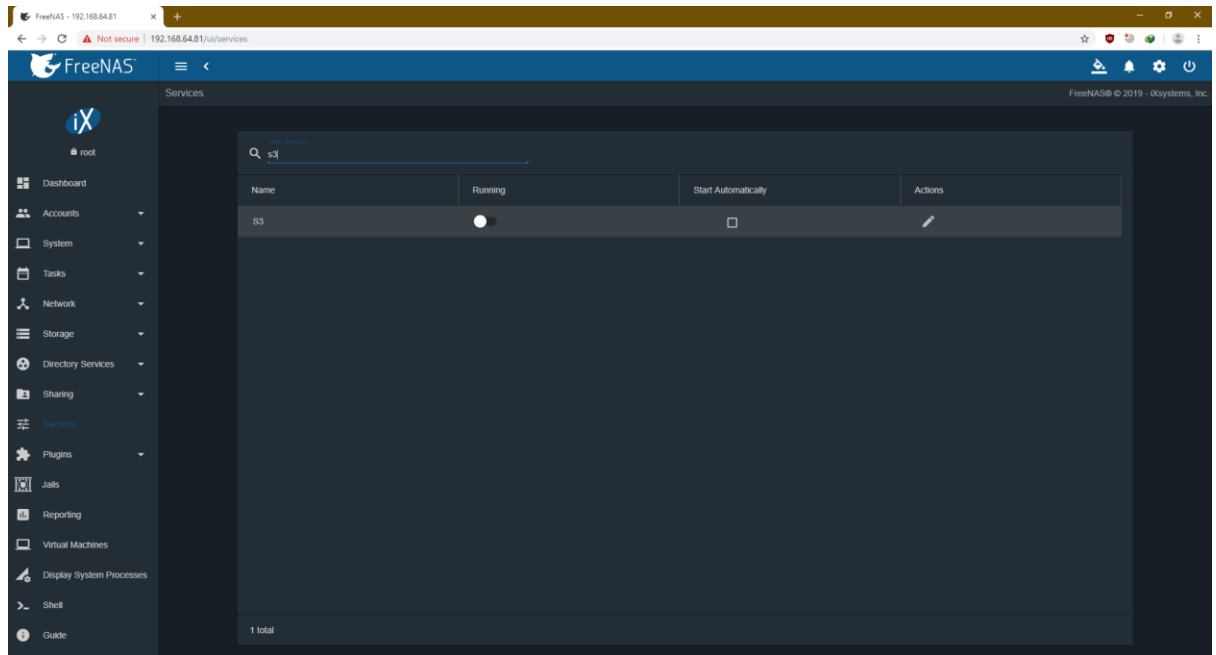 FreeNAS - 192.168.64.81
Not secure | 192.168.64.81/ui/services
FreeNAS
Services
FreeNAS® © 2019 - iXsystems, Inc.
iX
root
Filter Service
s3
Dashboard
Accounts
System
Tasks
Network
Storage
Directory Services
Sharing
Services
Plugins
Jails
Reporting
Virtual Machines
Display System Processes
Shell
Guide
Name Running Start Automatically Actions
S3
1 total